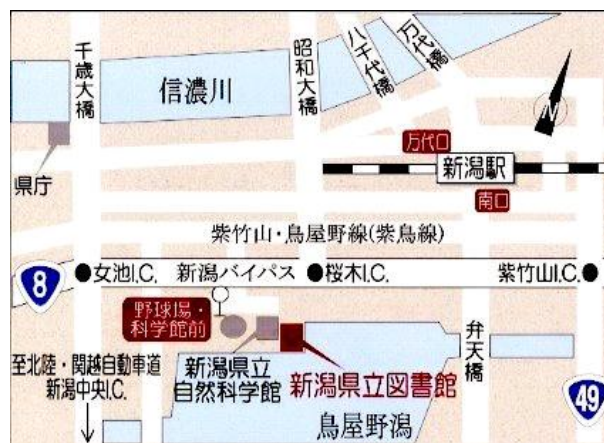 千歳大橋
信濃川
昭和大橋
八千代橋
万代橋
N
県庁
万代口
新潟駅
南口
紫竹山・鳥屋野線(紫鳥線)
8
女池I.C.
新潟バイパス
桜木I.C.
紫竹山I.C.
野球場・
科学館前
至北陸・関越自動車道
新潟中央I.C.
新潟県立
自然科学館
新潟県立図書館
鳥屋野潟
弁天橋
49